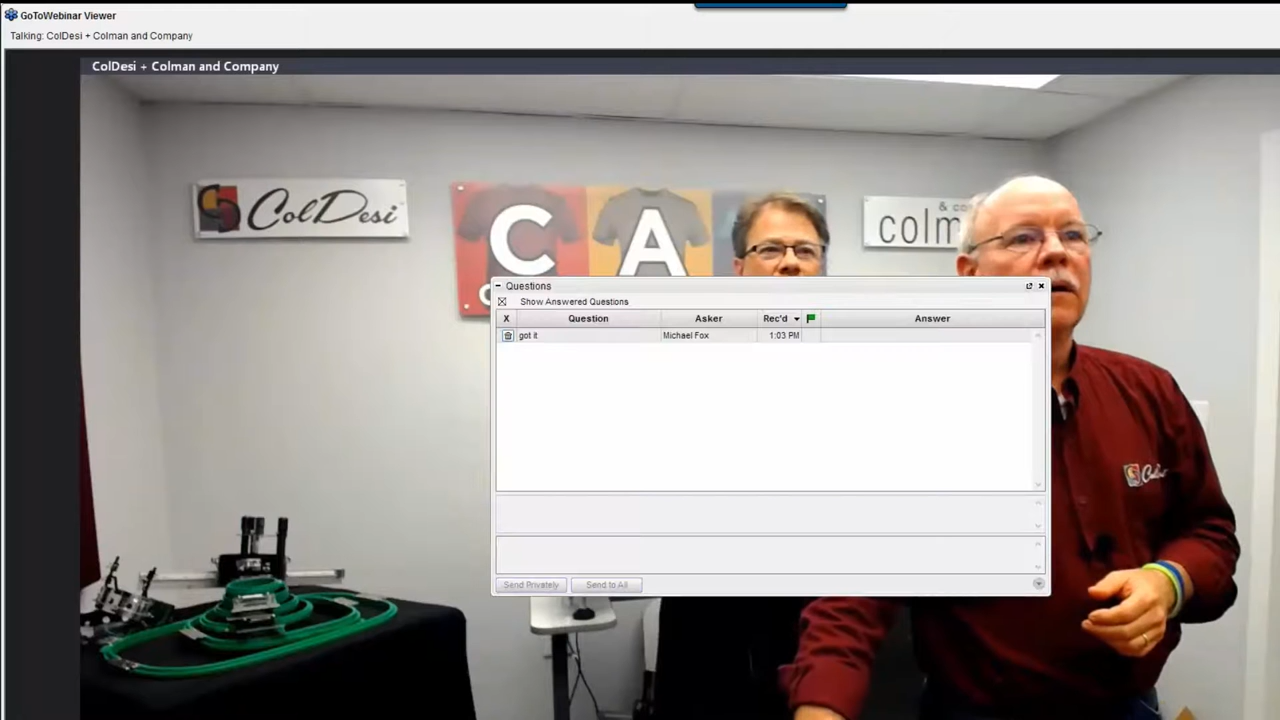 GoToWebinar Viewer
Talking: ColDesi + Colman and Company
ColDesi + Colman and Company
ColDesi
C A
& co
colm
Questions
Show Answered Questions
X Question Asker Rec'd Answer
got it Michael Fox 1:03 PM
Send Privately Send to All